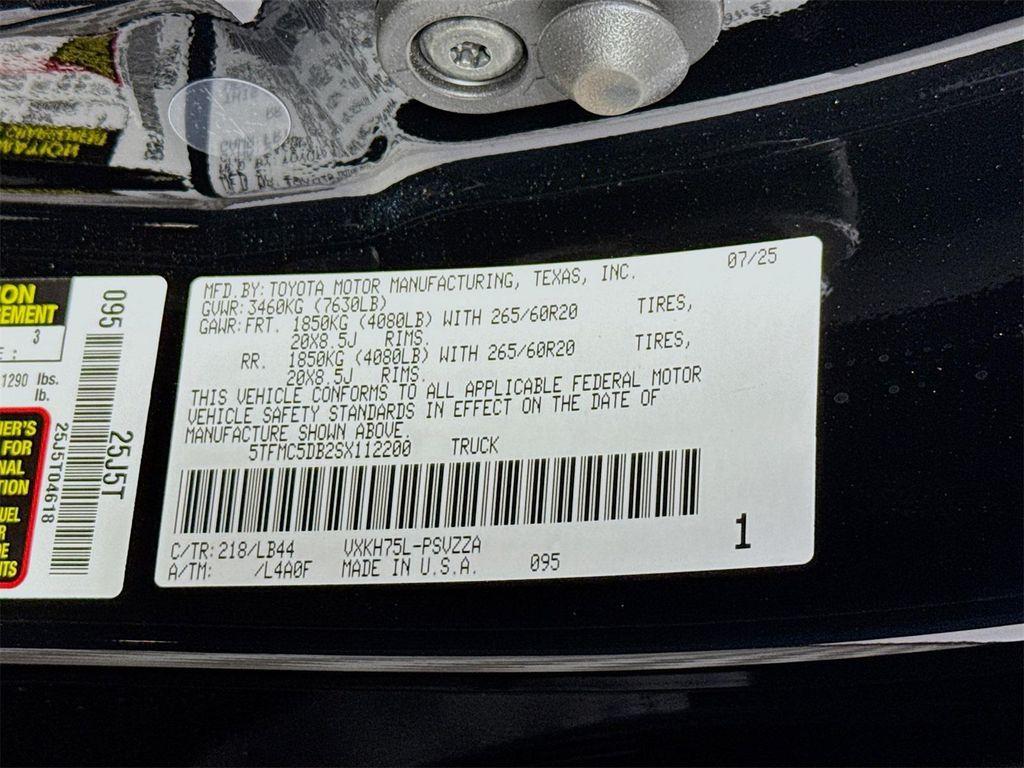 MFD.BY: TOYOTA MOTOR MANUFACTURING, TEXAS, INC. 07/25
GVWR: 3460KG (7630LB)
GAWR: FRT. 1850KG (4080LB) WITH 265/60R20 TIRES,
20X8.5J RIMS.
RR. 1850KG (4080LB) WITH 265/60R20 TIRES,
20X8.5J RIMS.
THIS VEHICLE CONFORMS TO ALL APPLICABLE FEDERAL MOTOR
VEHICLE SAFETY STANDARDS IN EFFECT ON THE DATE OF
MANUFACTURE SHOWN ABOVE.
5TFMC5DB2SX112200 TRUCK
C/TR: 218/LB44 VXKH75L-PSVZZA
A/TM: /L4A0F MADE IN U.S.A. 095
1
3
1290 lbs.
lb.
FOR
095
25J5T
25J5T04618